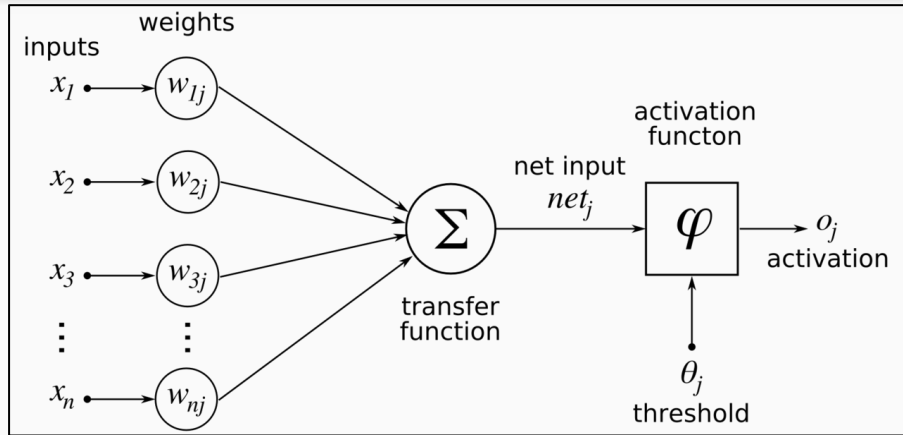 weights
inputs
x₁
w₁ⱼ
activation
functon
x₂
w₂ⱼ
net input
netⱼ
Σ
φ
oⱼ
activation
x₃
w₃ⱼ
transfer
function
⋮ ⋮
θⱼ
threshold
xₙ
wₙⱼ